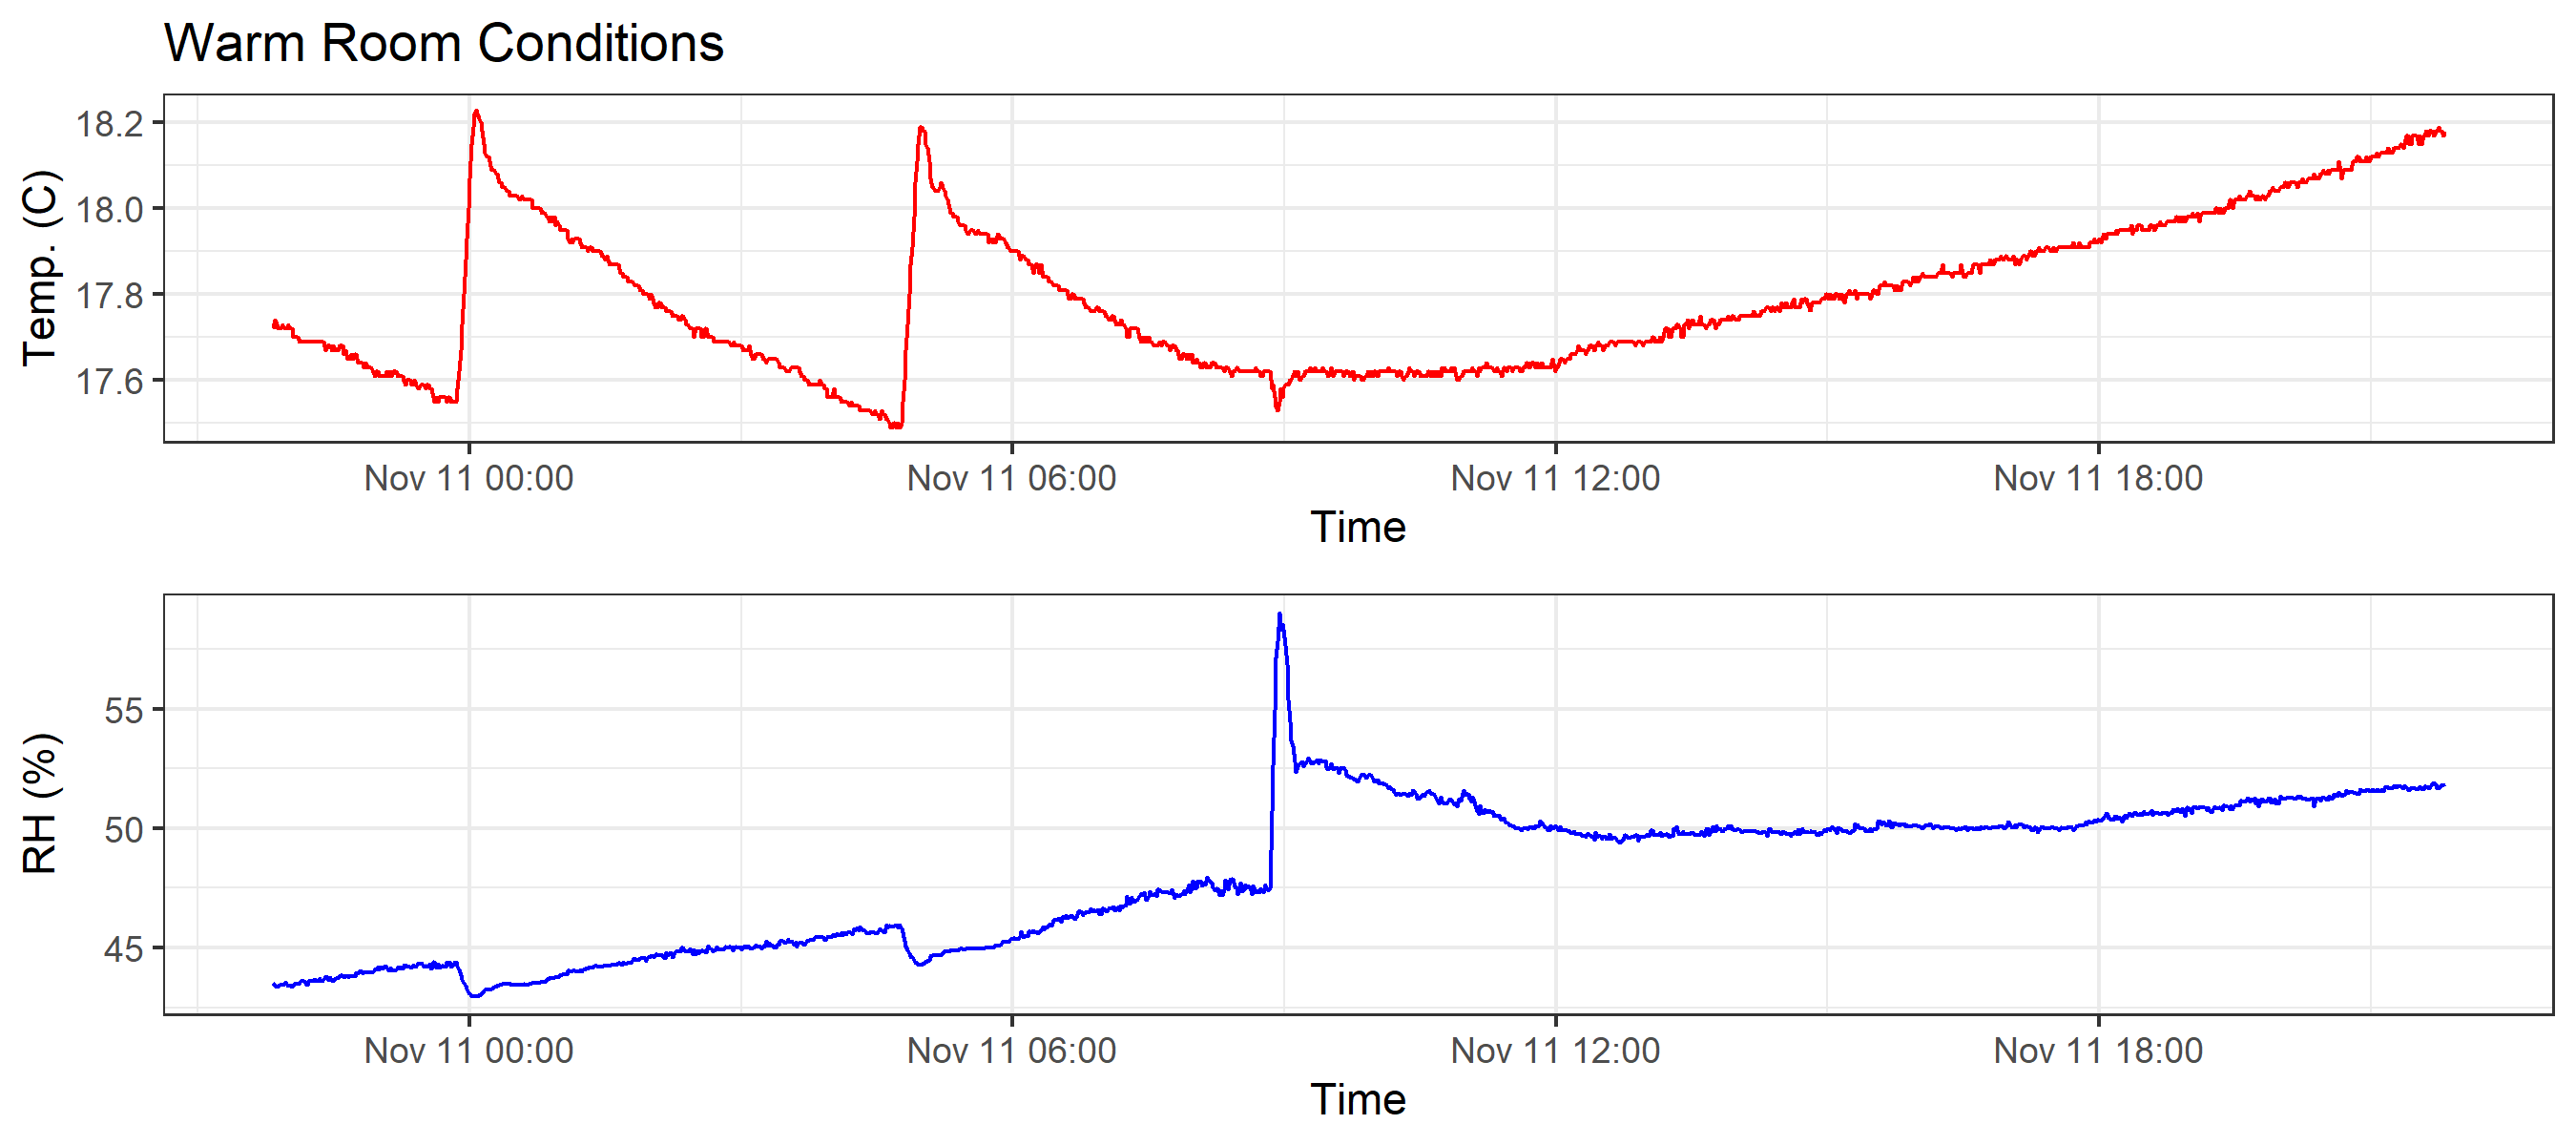 Warm Room Conditions
Temp. (C)
18.2
18.0
17.8
17.6
Nov 11 00:00 Nov 11 06:00 Nov 11 12:00 Nov 11 18:00
Time
RH (%)
55
50
45
Nov 11 00:00 Nov 11 06:00 Nov 11 12:00 Nov 11 18:00
Time